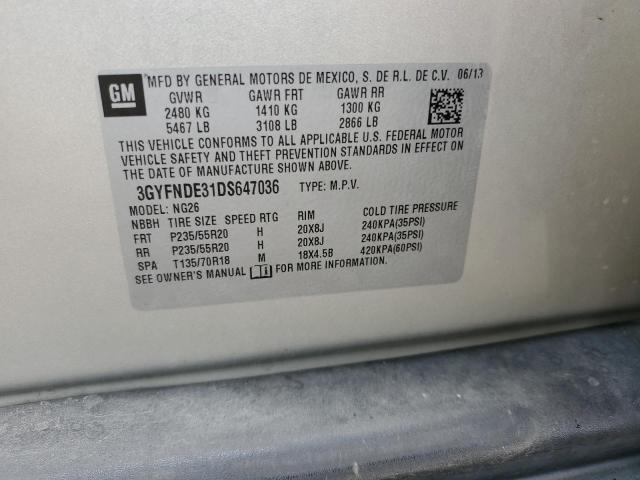 GM
MFD BY GENERAL MOTORS DE MEXICO, S. DE R.L. DE C.V. 06/13
GVWR GAWR FRT GAWR RR
2480 KG 1410 KG 1300 KG
5467 LB 3108 LB 2866 LB
THIS VEHICLE CONFORMS TO ALL APPLICABLE U.S. FEDERAL MOTOR
VEHICLE SAFETY AND THEFT PREVENTION STANDARDS IN EFFECT ON
THE DATE OF MANUFACTURE SHOWN ABOVE.
3GYFNDE31DS647036 TYPE: M.P.V.
MODEL: NG26
NBBH TIRE SIZE SPEED RTG RIM COLD TIRE PRESSURE
FRT P235/55R20 H 20X8J 240KPA(35PSI)
RR P235/55R20 H 20X8J 240KPA(35PSI)
SPA T135/70R18 M 18X4.5B 420KPA(60PSI)
SEE OWNER'S MANUAL FOR MORE INFORMATION.